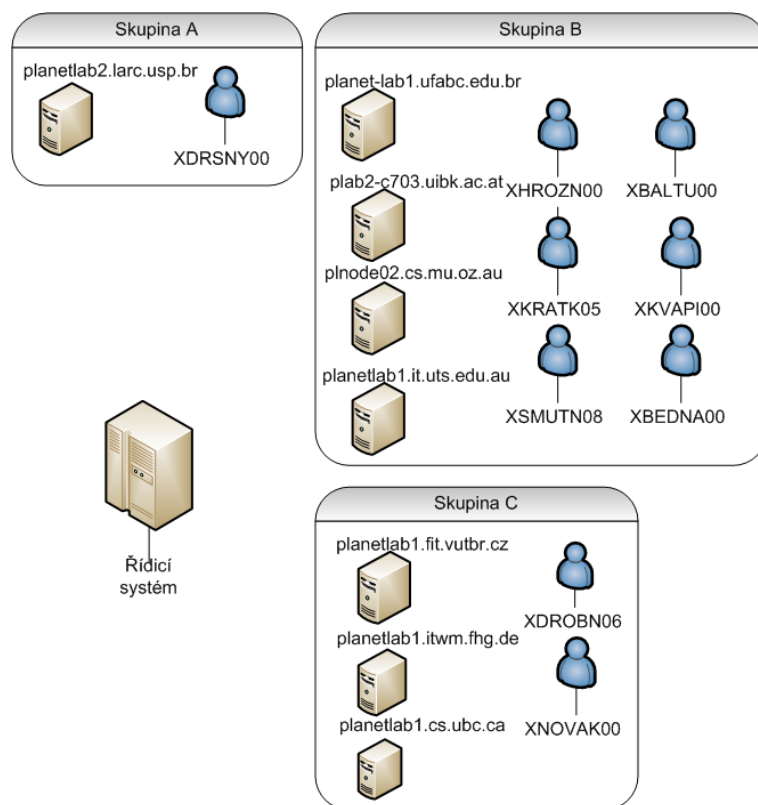 Skupina A
planetlab2.larc.usp.br
XDRSNY00
Skupina B
planet-lab1.ufabc.edu.br
XHROZN00
XBALTU00
plab2-c703.uibk.ac.at
plnode02.cs.mu.oz.au
XKRATK05
XKVAPI00
planetlab1.it.uts.edu.au
XSMUTN08
XBEDNA00
Řídicí
systém
Skupina C
planetlab1.fit.vutbr.cz
XDROBN06
planetlab1.itwm.fhg.de
XNOVAK00
planetlab1.cs.ubc.ca